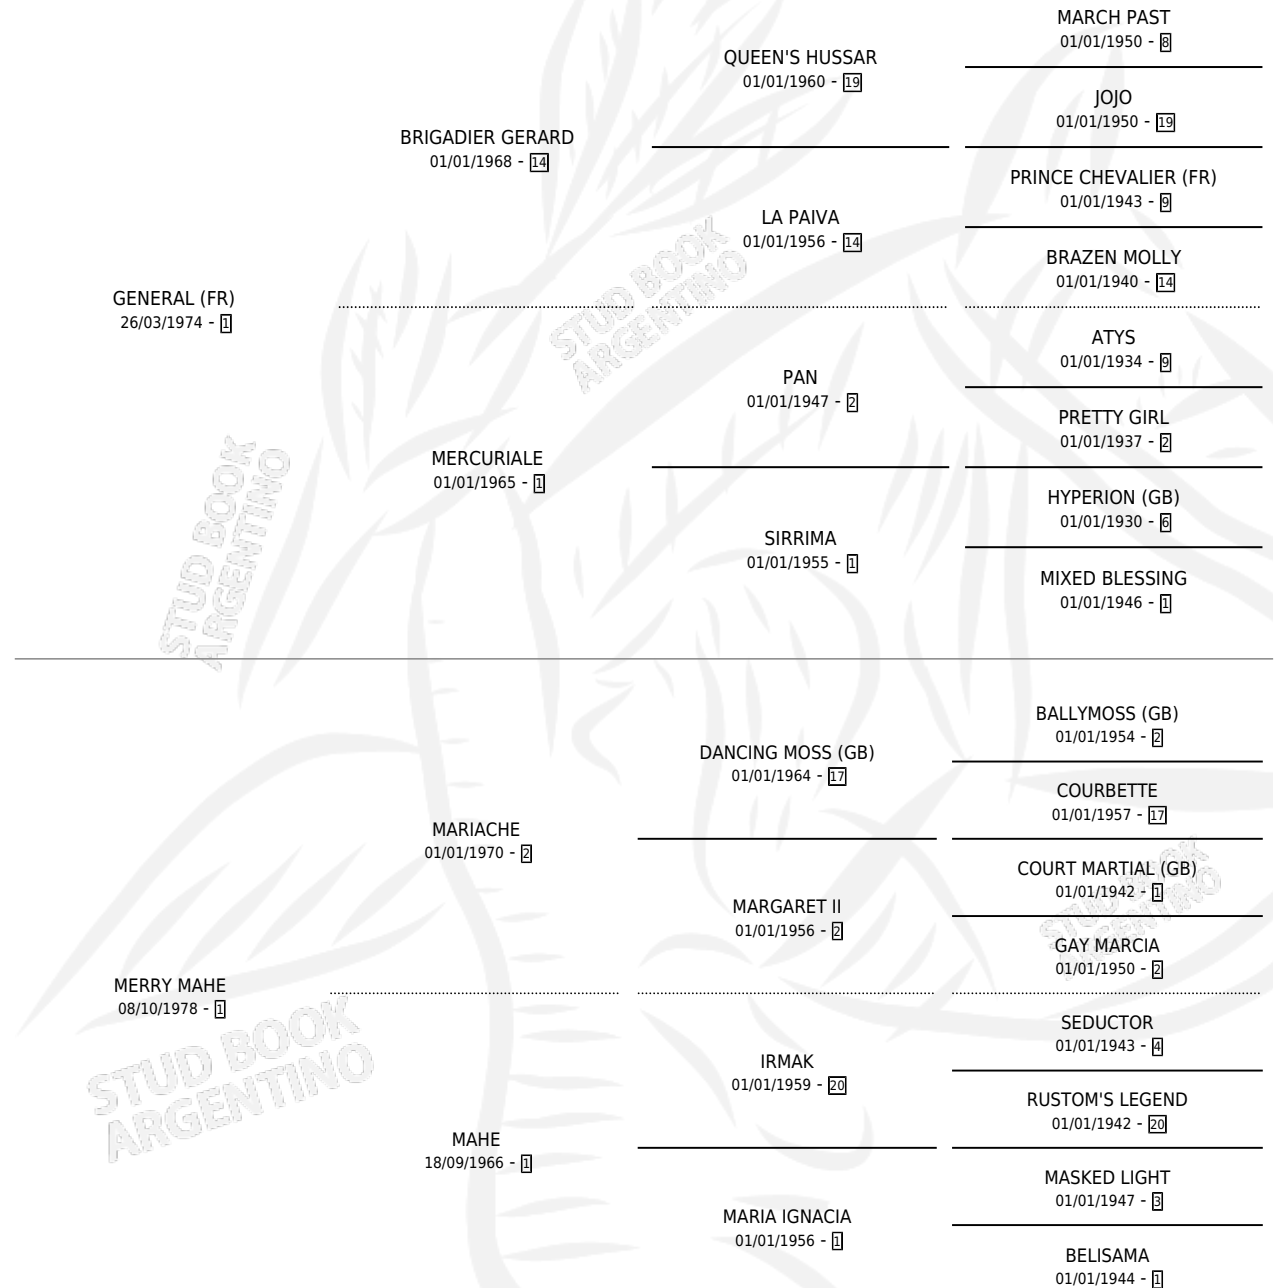 MARCH PAST
01/01/1950 - 8
QUEEN'S HUSSAR
01/01/1960 - 19
JOJO
01/01/1950 - 19
BRIGADIER GERARD
01/01/1968 - 14
PRINCE CHEVALIER (FR)
01/01/1943 - 9
LA PAIVA
01/01/1956 - 14
BRAZEN MOLLY
01/01/1940 - 14
GENERAL (FR)
26/03/1974 - 1
ATYS
01/01/1934 - 9
PAN
01/01/1947 - 2
PRETTY GIRL
01/01/1937 - 2
MERCURIALE
01/01/1965 - 1
HYPERION (GB)
01/01/1930 - 6
SIRRIMA
01/01/1955 - 1
MIXED BLESSING
01/01/1946 - 1
BALLYMOSS (GB)
01/01/1954 - 2
DANCING MOSS (GB)
01/01/1964 - 17
COURBETTE
01/01/1957 - 17
MARIACHE
01/01/1970 - 2
COURT MARTIAL (GB)
01/01/1942 - 1
MARGARET II
01/01/1956 - 2
GAY MARCIA
01/01/1950 - 2
MERRY MAHE
08/10/1978 - 1
SEDUCTOR
01/01/1943 - 4
IRMAK
01/01/1959 - 20
RUSTOM'S LEGEND
01/01/1942 - 20
MAHE
18/09/1966 - 1
MASKED LIGHT
01/01/1947 - 3
MARIA IGNACIA
01/01/1956 - 1
BELISAMA
01/01/1944 - 1
STUD BOOK
ARGENTINO
STUD BOOK
ARGENTINO
STUD BOOK
ARGENTINO
STUD BOOK
ARGENTINO